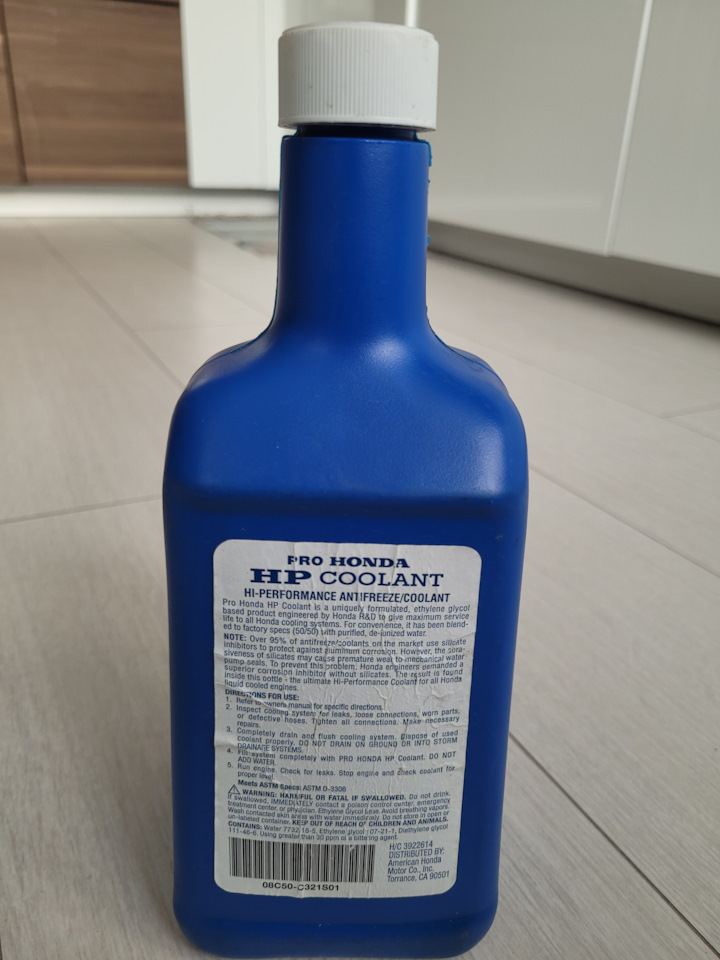 PRO HONDA
HP COOLANT
HI-PERFORMANCE ANTIFREEZE/COOLANT
Pro Honda HP Coolant is a uniquely formulated, ethylene glycol
based product engineered by Honda R&D to give maximum service
life to all Honda cooling systems. For convenience, it has been blend-
ed to factory specs (50/50) with purified, de-ionized water.
NOTE: Over 95% of antifreeze/coolants on the market use silicate
inhibitors to protect against aluminum corrosion. However, the abra-
siveness of silicates may cause premature wear to mechanical water
pump seals. To prevent this problem, Honda engineers demanded a
superior corrosion inhibitor without silicates. The result is found
inside this bottle - the ultimate Hi-Performance Coolant for all Honda
liquid cooled engines.
DIRECTIONS FOR USE:
1. Refer to owners manual for specific directions.
2. Inspect cooling system for leaks, loose connections, worn parts,
or defective hoses. Tighten all connections. Make necessary
repairs.
3. Completely drain and flush cooling system. Dispose of used
coolant properly. DO NOT DRAIN ON GROUND OR INTO STORM
DRAINAGE SYSTEMS.
4. Fill system completely with PRO HONDA HP Coolant. DO NOT
ADD WATER.
5. Run engine. Check for leaks. Stop engine and check coolant for
proper level.
Meets ASTM Specs: ASTM D-3306
WARNING: HARMFUL OR FATAL IF SWALLOWED. Do not drink.
If swallowed, IMMEDIATELY contact a poison control center, emergency
treatment center, or physician. Ethylene Glycol Base. Avoid breathing vapors.
Wash contacted skin areas with water immediately. Do not store in open or
un-labeled container. KEEP OUT OF REACH OF CHILDREN AND ANIMALS.
CONTAINS: Water 7732-18-5, Ethylene glycol 107-21-1, Diethylene glycol
111-46-6. Using greater than 30 ppm of a bittering agent.
H/C 3922614
DISTRIBUTED BY:
American Honda
Motor Co., Inc.
Torrance, CA 90501
08C50-C321S01